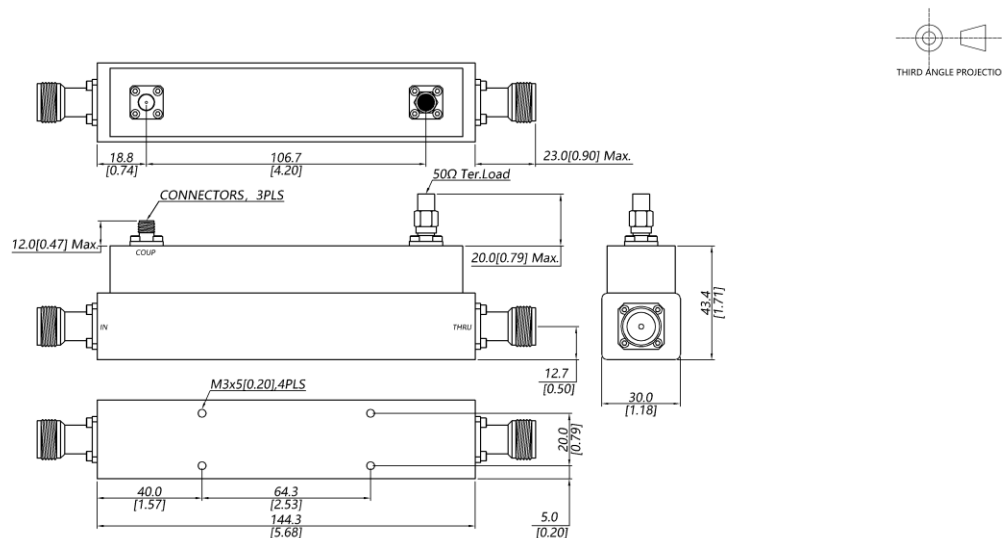 THIRD ANGLE PROJECTIO
18.8
[0.74]
106.7
[4.20]
23.0[0.90] Max.
50Ω Ter.Load
CONNECTORS, 3PLS
12.0[0.47] Max.
COUP
20.0[0.79] Max.
IN
THRU
43.4
[1.71]
12.7
[0.50]
30.0
[1.18]
M3x5[0.20],4PLS
20.0
[0.79]
40.0
[1.57]
64.3
[2.53]
144.3
[5.68]
5.0
[0.20]